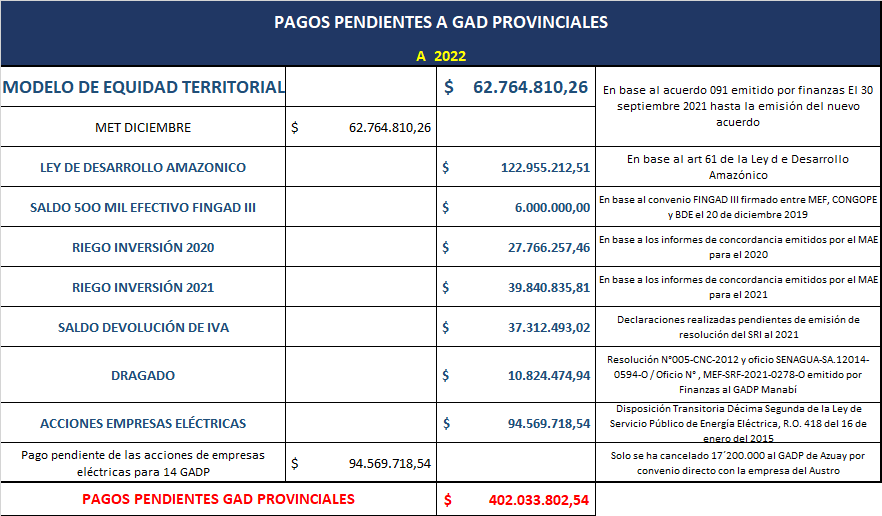 PAGOS PENDIENTES A GAD PROVINCIALES
A 2022
MODELO DE EQUIDAD TERRITORIAL $ 62.764.810,26
En base al acuerdo 091 emitido por finanzas El 30
septiembre 2021 hasta la emisión del nuevo
acuerdo
MET DICIEMBRE $ 62.764.810,26
LEY DE DESARROLLO AMAZONICO $ 122.955.212,51
En base al art 61 de la Ley d e Desarrollo
Amazónico
SALDO 5OO MIL EFECTIVO FINGAD III $ 6.000.000,00
En base al convenio FINGAD III firmado entre MEF, CONGOPE
y BDE el 20 de diciembre 2019
RIEGO INVERSIÓN 2020 $ 27.766.257,46
En base a los informes de concordancia emitidos por el MAE
para el 2020
RIEGO INVERSIÓN 2021 $ 39.840.835,81
En base a los informes de concordancia emitidos por el MAE
para el 2021
SALDO DEVOLUCIÓN DE IVA $ 37.312.493,02
Declaraciones realizadas pendientes de emisión de
resolución del SRI al 2021
DRAGADO $ 10.824.474,94
Resolución N°005-CNC-2012 y oficio SENAGUA-SA.12014-
0594-O / Oficio N° , MEF-SRF-2021-0278-O emitido por
Finanzas al GADP Manabí
ACCIONES EMPRESAS ELÉCTRICAS $ 94.569.718,54
Disposición Transitoria Décima Segunda de la Ley de
Servicio Público de Energía Eléctrica, R.O. 418 del 16 de
enero del 2015
Pago pendiente de las acciones de empresas
eléctricas para 14 GADP $ 94.569.718,54
Solo se ha cancelado 17´200.000 al GADP de Azuay por
convenio directo con la empresa del Austro
PAGOS PENDIENTES GAD PROVINCIALES $ 402.033.802,54